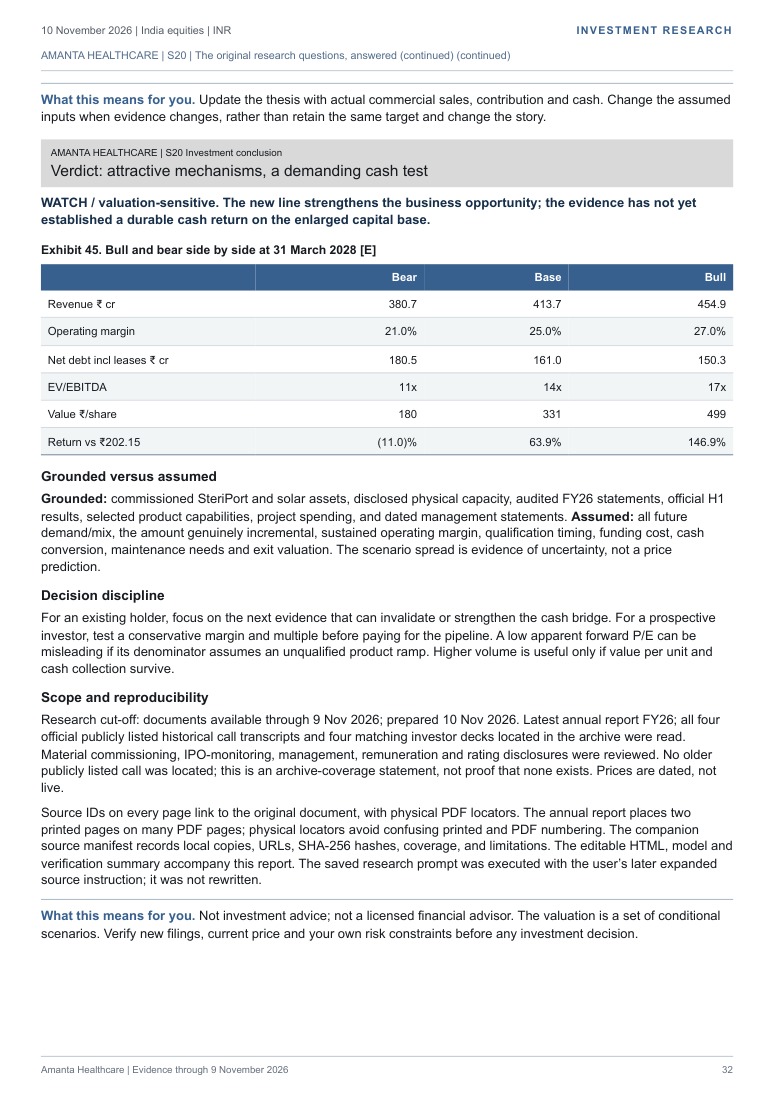 10 November 2026 | India equities | INR
INVESTMENT RESEARCH
AMANTA HEALTHCARE | S20 | The original research questions, answered (continued) (continued)
What this means for you. Update the thesis with actual commercial sales, contribution and cash. Change the assumed
inputs when evidence changes, rather than retain the same target and change the story.
AMANTA HEALTHCARE | S20 Investment conclusion
Verdict: attractive mechanisms, a demanding cash test
WATCH / valuation-sensitive. The new line strengthens the business opportunity; the evidence has not yet
established a durable cash return on the enlarged capital base.
Exhibit 45. Bull and bear side by side at 31 March 2028 [E]
Bear Base Bull
Revenue ₹ cr 380.7 413.7 454.9
Operating margin 21.0% 25.0% 27.0%
Net debt incl leases ₹ cr 180.5 161.0 150.3
EV/EBITDA 11x 14x 17x
Value ₹/share 180 331 499
Return vs ₹202.15 (11.0)% 63.9% 146.9%
Grounded versus assumed
Grounded: commissioned SteriPort and solar assets, disclosed physical capacity, audited FY26 statements, official H1
results, selected product capabilities, project spending, and dated management statements. Assumed: all future
demand/mix, the amount genuinely incremental, sustained operating margin, qualification timing, funding cost, cash
conversion, maintenance needs and exit valuation. The scenario spread is evidence of uncertainty, not a price
prediction.
Decision discipline
For an existing holder, focus on the next evidence that can invalidate or strengthen the cash bridge. For a prospective
investor, test a conservative margin and multiple before paying for the pipeline. A low apparent forward P/E can be
misleading if its denominator assumes an unqualified product ramp. Higher volume is useful only if value per unit and
cash collection survive.
Scope and reproducibility
Research cut-off: documents available through 9 Nov 2026; prepared 10 Nov 2026. Latest annual report FY26; all four
official publicly listed historical call transcripts and four matching investor decks located in the archive were read.
Material commissioning, IPO-monitoring, management, remuneration and rating disclosures were reviewed. No older
publicly listed call was located; this is an archive-coverage statement, not proof that none exists. Prices are dated, not
live.
Source IDs on every page link to the original document, with physical PDF locators. The annual report places two
printed pages on many PDF pages; physical locators avoid confusing printed and PDF numbering. The companion
source manifest records local copies, URLs, SHA-256 hashes, coverage, and limitations. The editable HTML, model and
verification summary accompany this report. The saved research prompt was executed with the user's later expanded
source instruction; it was not rewritten.
What this means for you. Not investment advice; not a licensed financial advisor. The valuation is a set of conditional
scenarios. Verify new filings, current price and your own risk constraints before any investment decision.
Amanta Healthcare | Evidence through 9 November 2026
32